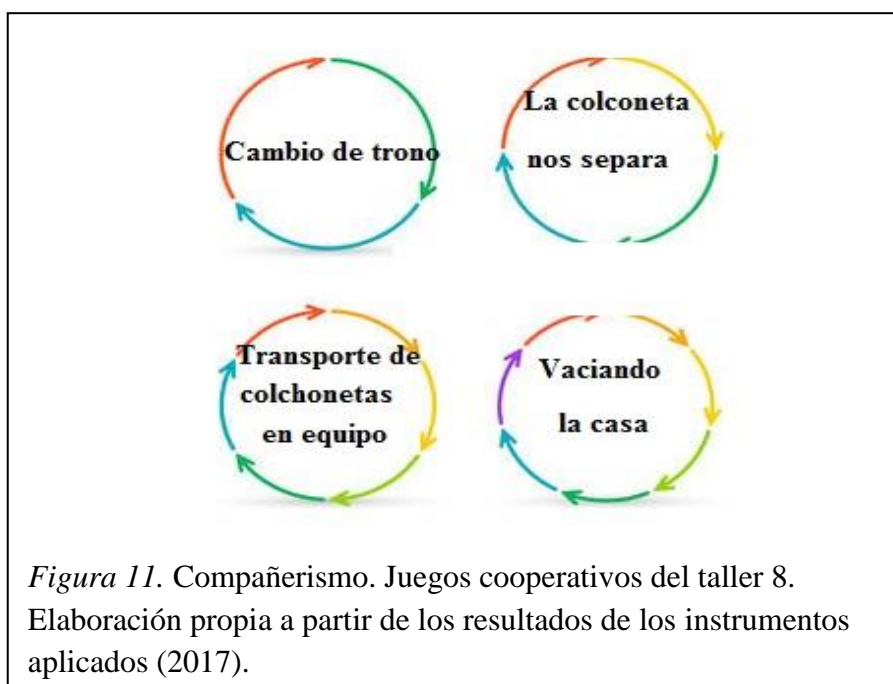 Cambio de trono
La colconeta
nos separa
Transporte de
colchonetas
en equipo
Vaciando
la casa
Figura 11. Compañerismo. Juegos cooperativos del taller 8.
Elaboración propia a partir de los resultados de los instrumentos
aplicados (2017).